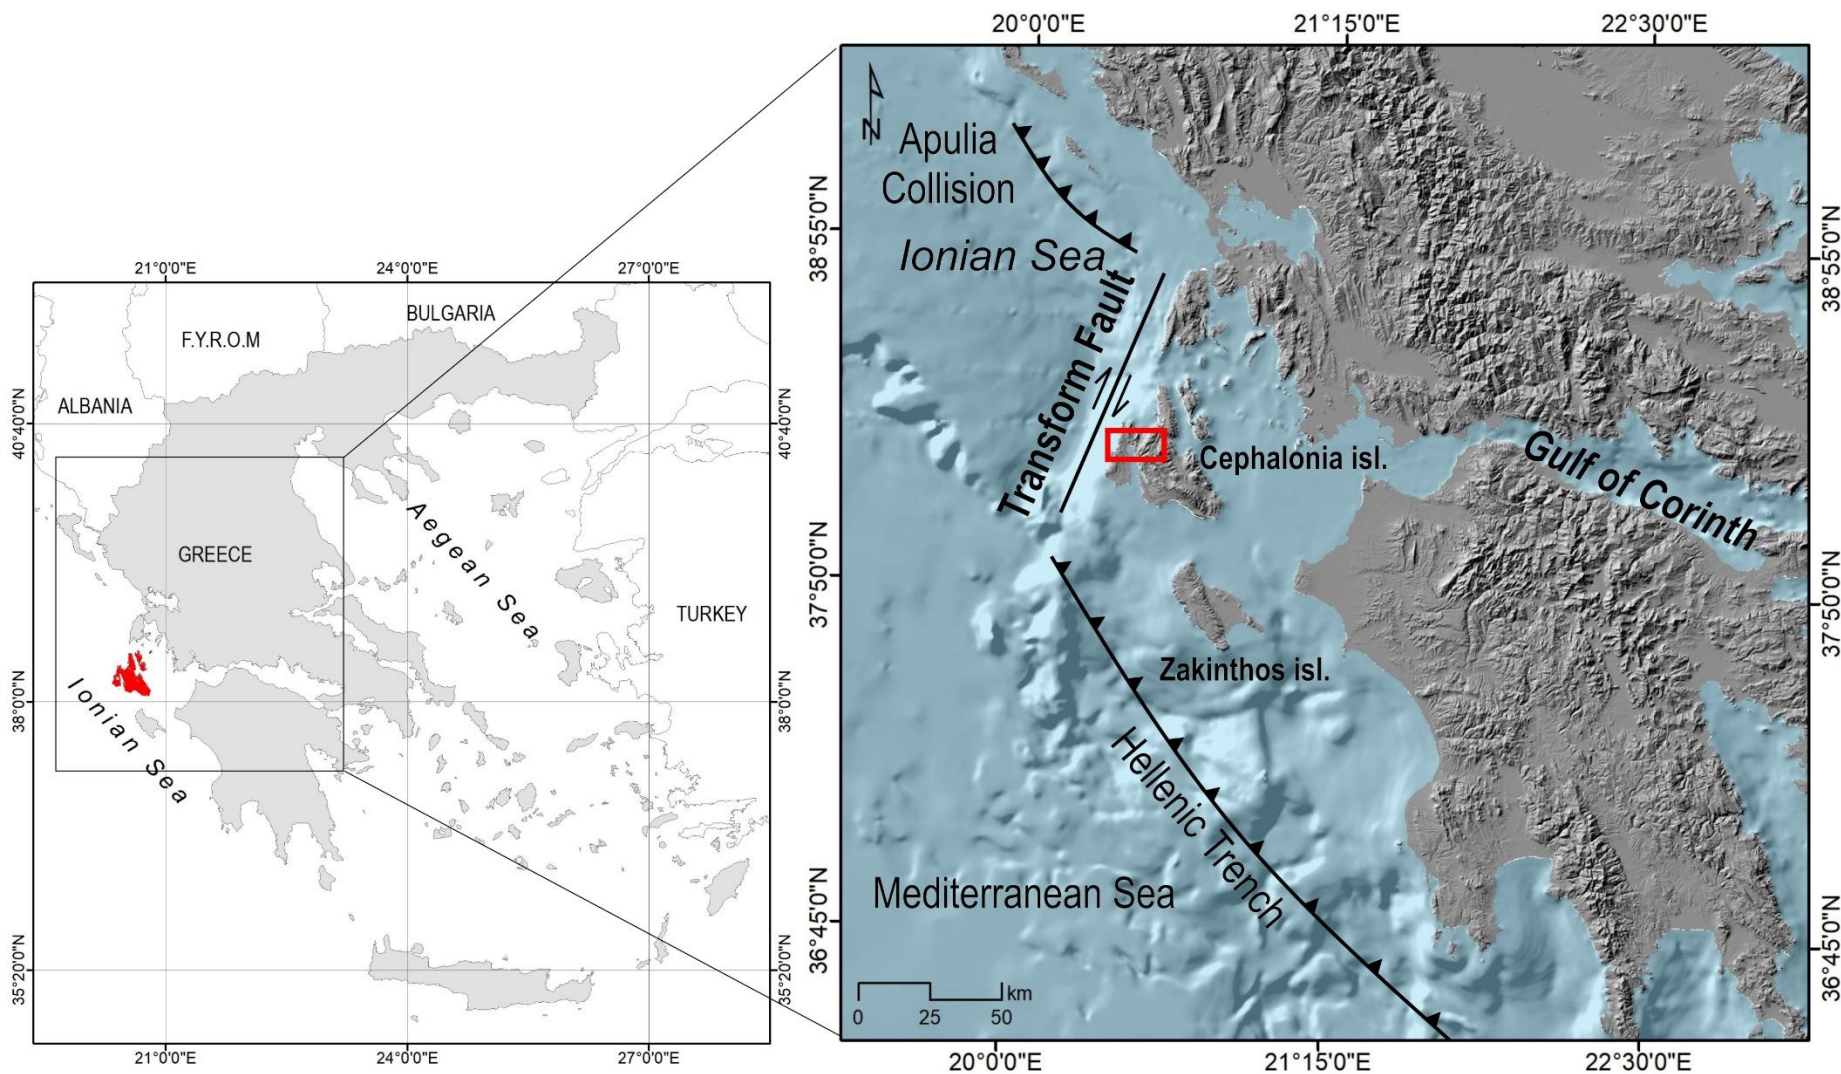 21°0'0"E 24°0'0"E 27°0'0"E
BULGARIA
F.Y.R.O.M
ALBANIA
40°40'0"N
40°40'0"N
GREECE
Aegean Sea
TURKEY
Ionian Sea
38°0'0"N
38°0'0"N
35°20'0"N
35°20'0"N
21°0'0"E 24°0'0"E 27°0'0"E
20°0'0"E 21°15'0"E 22°30'0"E
N
Apulia
Collision
Ionian Sea
38°55'0"N
38°55'0"N
Transform Fault
Cephalonia isl.
Gulf of Corinth
37°50'0"N
37°50'0"N
Zakinthos isl.
Hellenic Trench
Mediterranean Sea
36°45'0"N
36°45'0"N
km
0 25 50
20°0'0"E 21°15'0"E 22°30'0"E